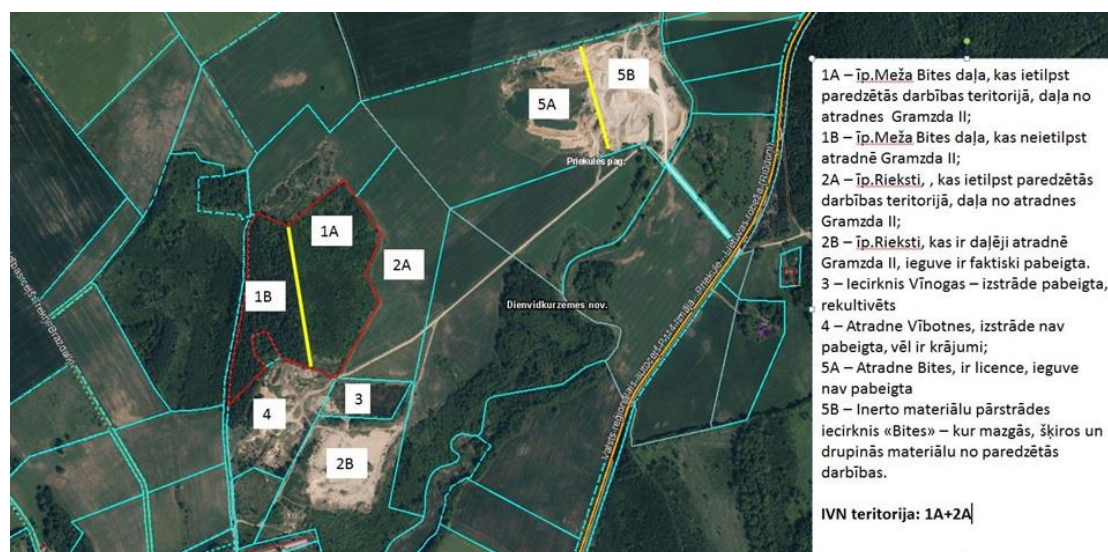 5B
5A
Priekules pag.
1A
2A
1B
Dienvidkurzemes nov.
4
3
2B
1A – īp.Meža Bites daļa, kas ietilpst
paredzētās darbības teritorijā, daļa no
atradnes Gramzda II;
1B – īp.Meža Bites daļa, kas neietilpst
atradnē Gramzda II;
2A – īp.Rieksti, , kas ietilpst paredzētās
darbības teritorijā, daļa no atradnes
Gramzda II;
2B – īp.Rieksti, kas ir daļēji atradnē
Gramzda II, ieguve ir faktiski pabeigta.
3 – Iecirknis Vīnogas – izstrāde pabeigta,
rekultivēts
4 – Atradne Vībotnes, izstrāde nav
pabeigta, vēl ir krājumi;
5A – Atradne Bites, ir licence, ieguve
nav pabeigta
5B – Inerto materiālu pārstrādes
iecirknis «Bites» – kur mazgās, šķiros un
drupinās materiālu no paredzētās
darbības.
IVN teritorija: 1A+2A